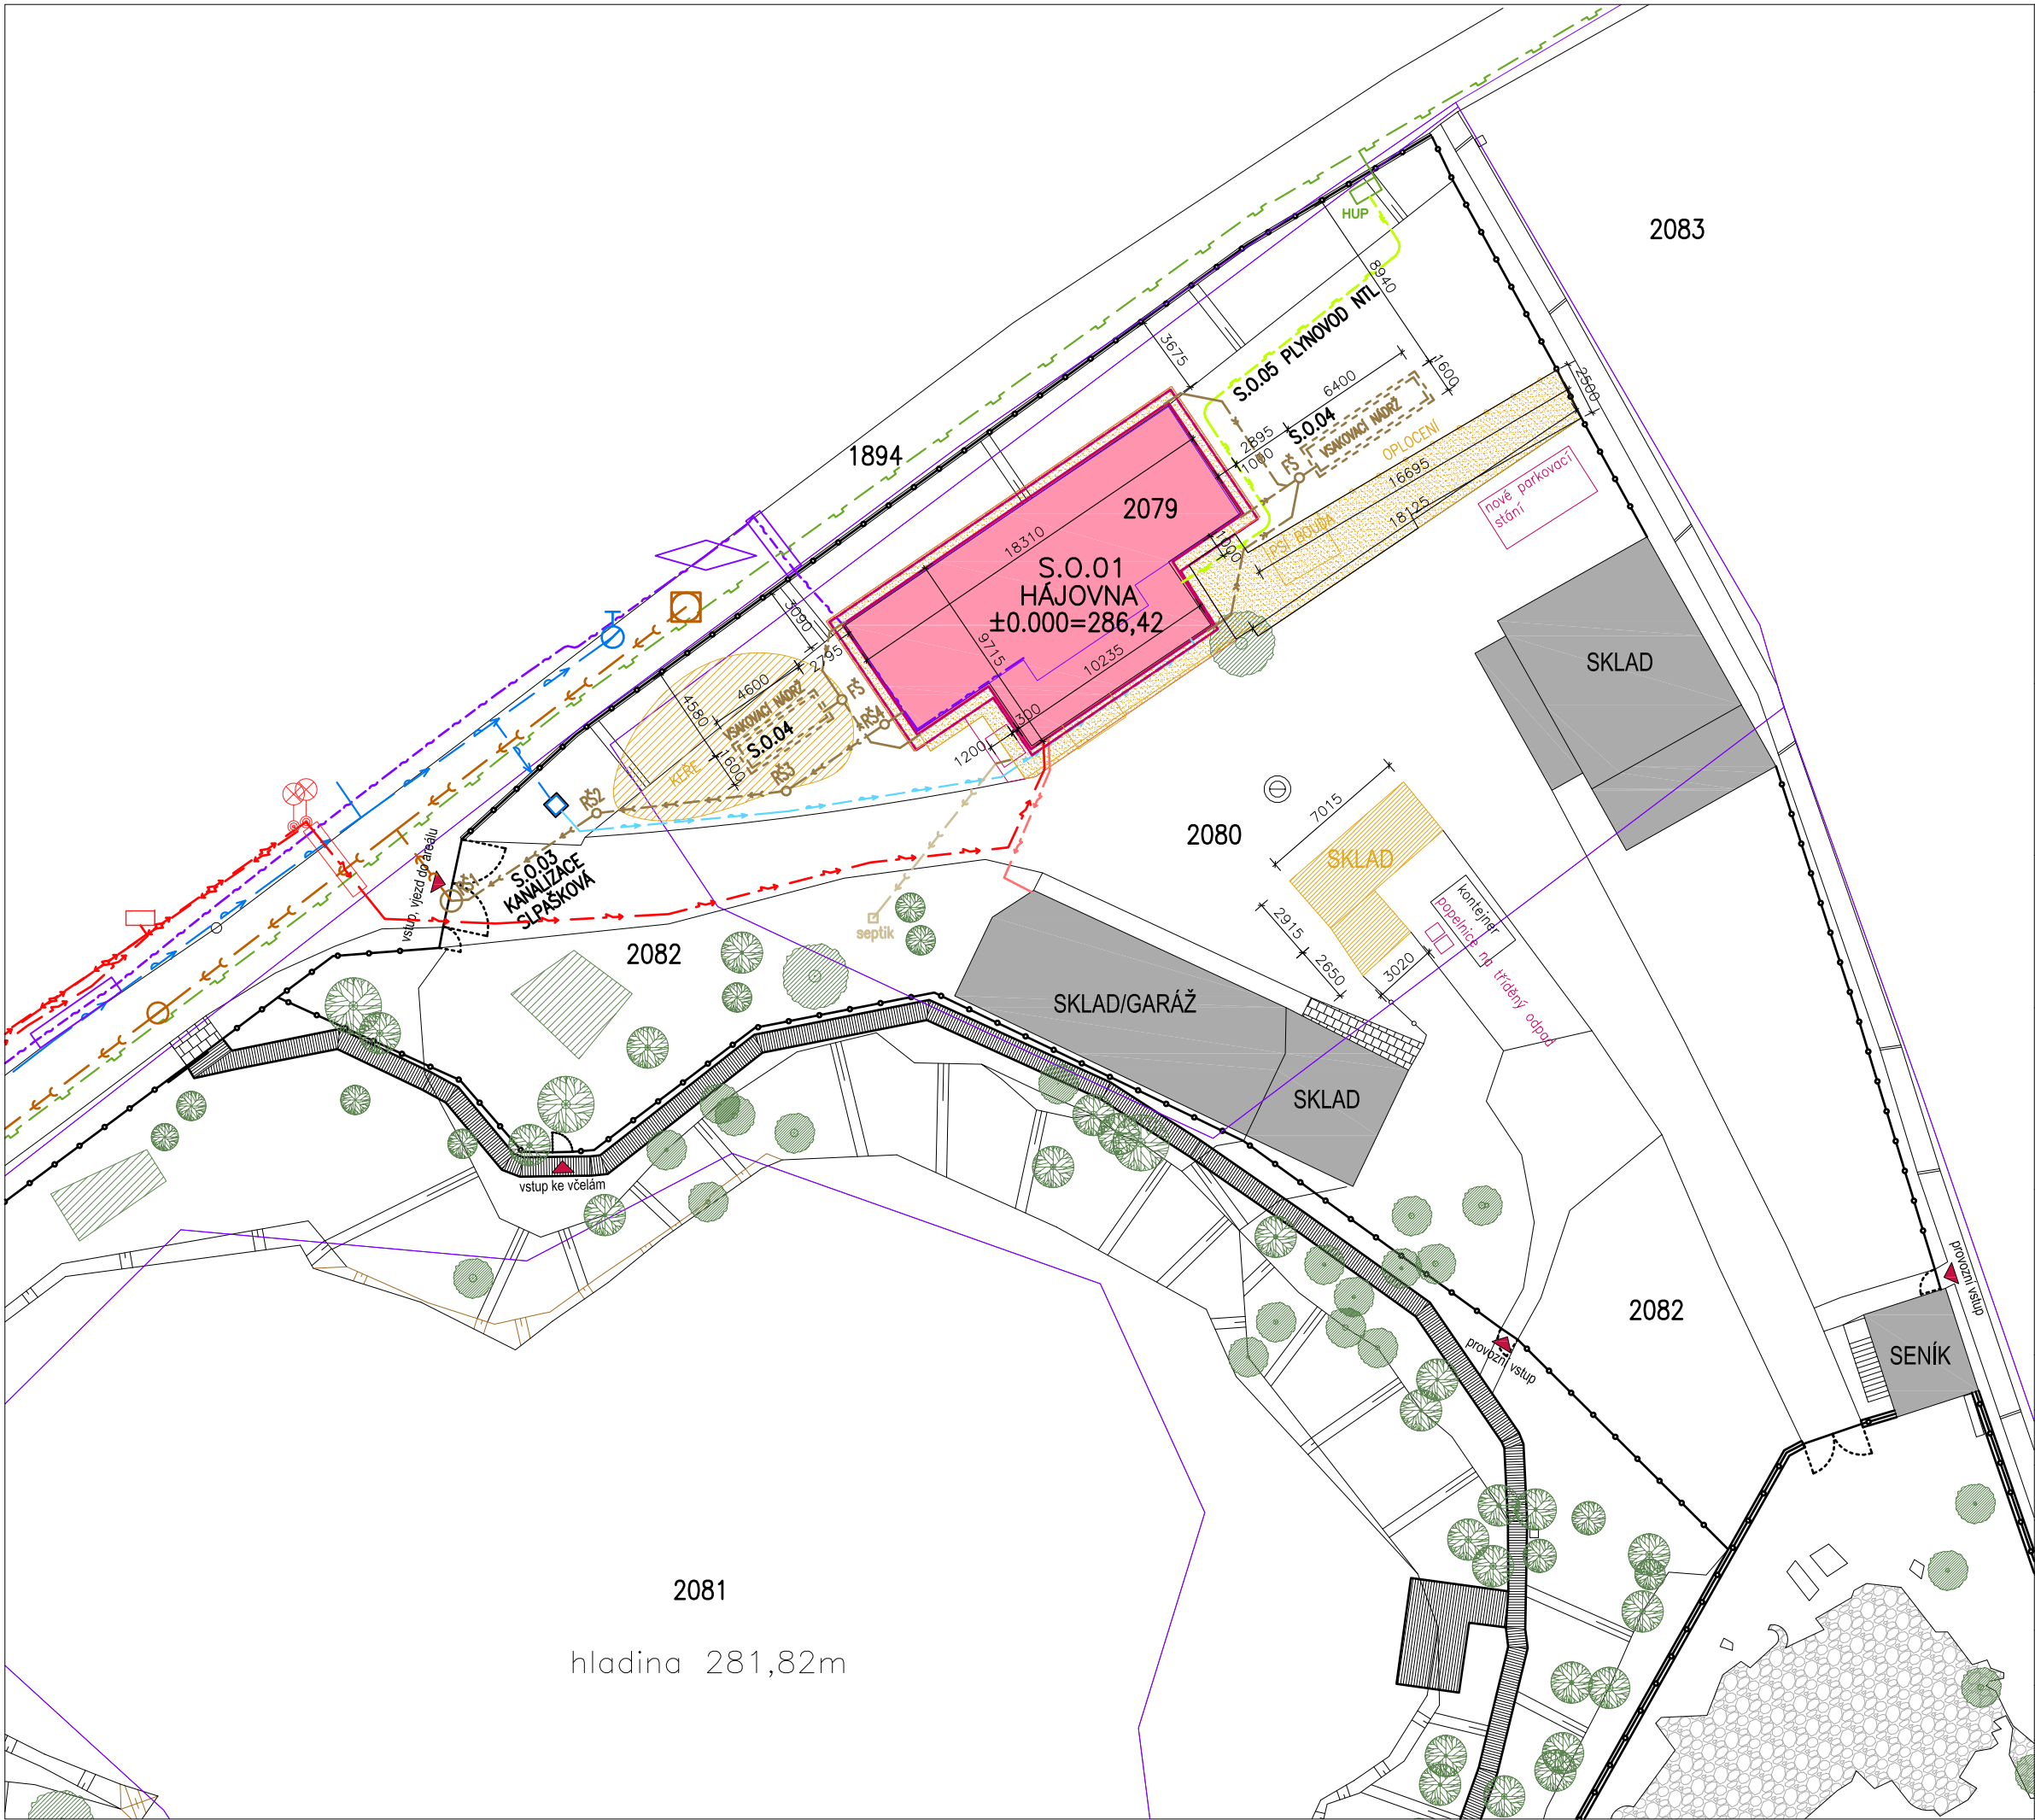 2083
HUP
8940
S.O.05 PLYNOVOD NTL
3675
1600
2500
6400
S.O.04
VSAKOVACÍ NÁDRŽ
2895
1000
FŠ
OPLOCENÍ
16695
18125
nové parkovací
stání
1894
2079
18310
PSÍ BOUDA
1000
S.O.01
HÁJOVNA
±0.000=286,42
9715
10235
3090
2795
4600
4580
VSAKOVACÍ NÁDRŽ
S.O.04
1600
KEŘE
FŠ
RŠ4
RŠ3
RŠ2
RŠ1
300
1200
SKLAD
vstup, vjezd do areálu
S.O.03
KANALIZACE
SLPAŠKOVÁ
2080
7015
SKLAD
kontejner
popelnice na tříděný odpad
2915
2650
3020
septik
2082
SKLAD/GARÁŽ
SKLAD
vstup ke včelám
provozní vstup
2082
provozní vstup
SENÍK
2081
hladina 281,82m